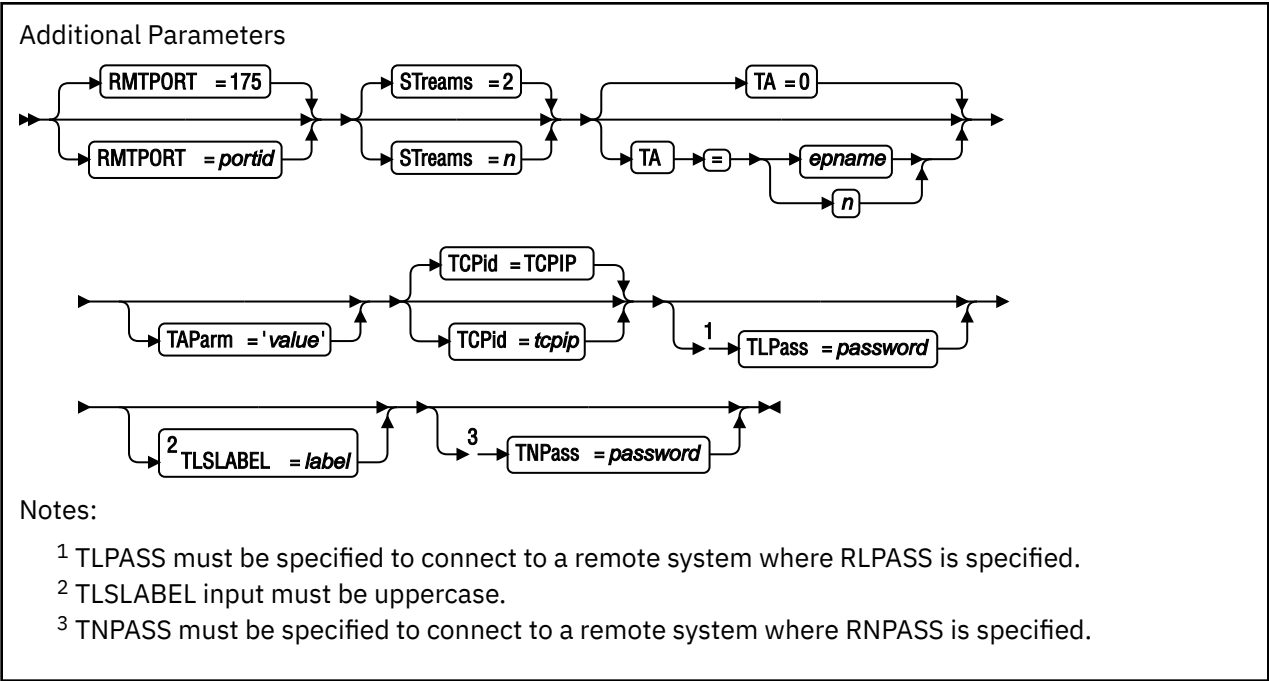 Additional Parameters
RMTPORT = 175 STreams = 2 TA = 0
RMTPORT = portid STreams = n TA = epname
n
TCPid = TCPIP
TAParm = 'value' TCPid = tcpip 1 TLPass = password
2 TLSLABEL = label 3 TNPass = password
Notes:
1 TLPASS must be specified to connect to a remote system where RLPASS is specified.
2 TLSLABEL input must be uppercase.
3 TNPASS must be specified to connect to a remote system where RNPASS is specified.